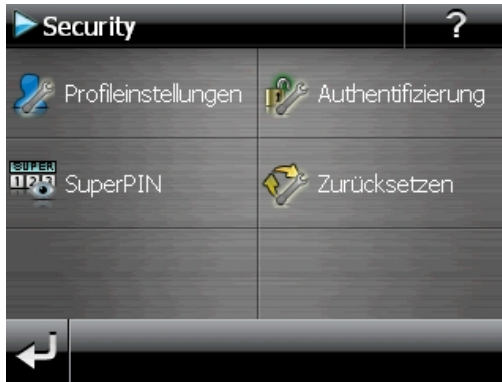 Security ?
Profileinstellungen Authentifizierung
SUPER
123
SuperPIN Zurücksetzen